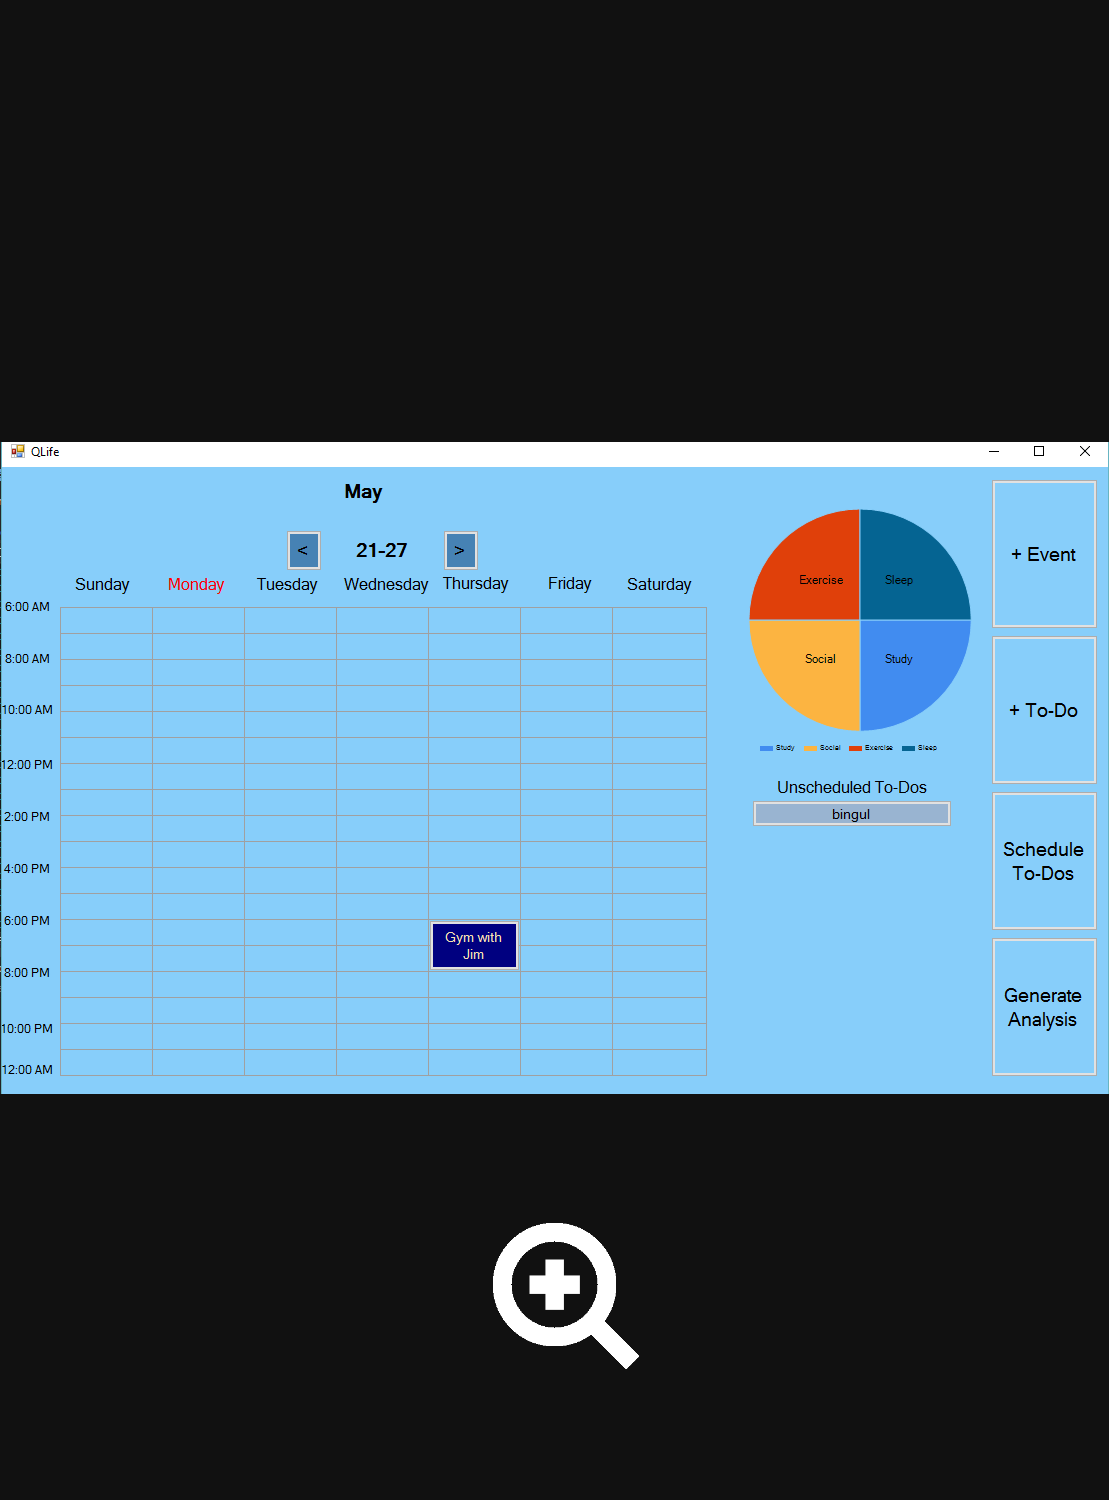 QLife
May
< 21-27 >
Sunday Monday Tuesday Wednesday Thursday Friday Saturday
6:00 AM
8:00 AM
10:00 AM
12:00 PM
2:00 PM
4:00 PM
6:00 PM
8:00 PM
10:00 PM
12:00 AM
Gym with
Jim
Exercise Sleep
Social Study
Study Social Exercise Sleep
Unscheduled To-Dos
bingul
+ Event
+ To-Do
Schedule
To-Dos
Generate
Analysis